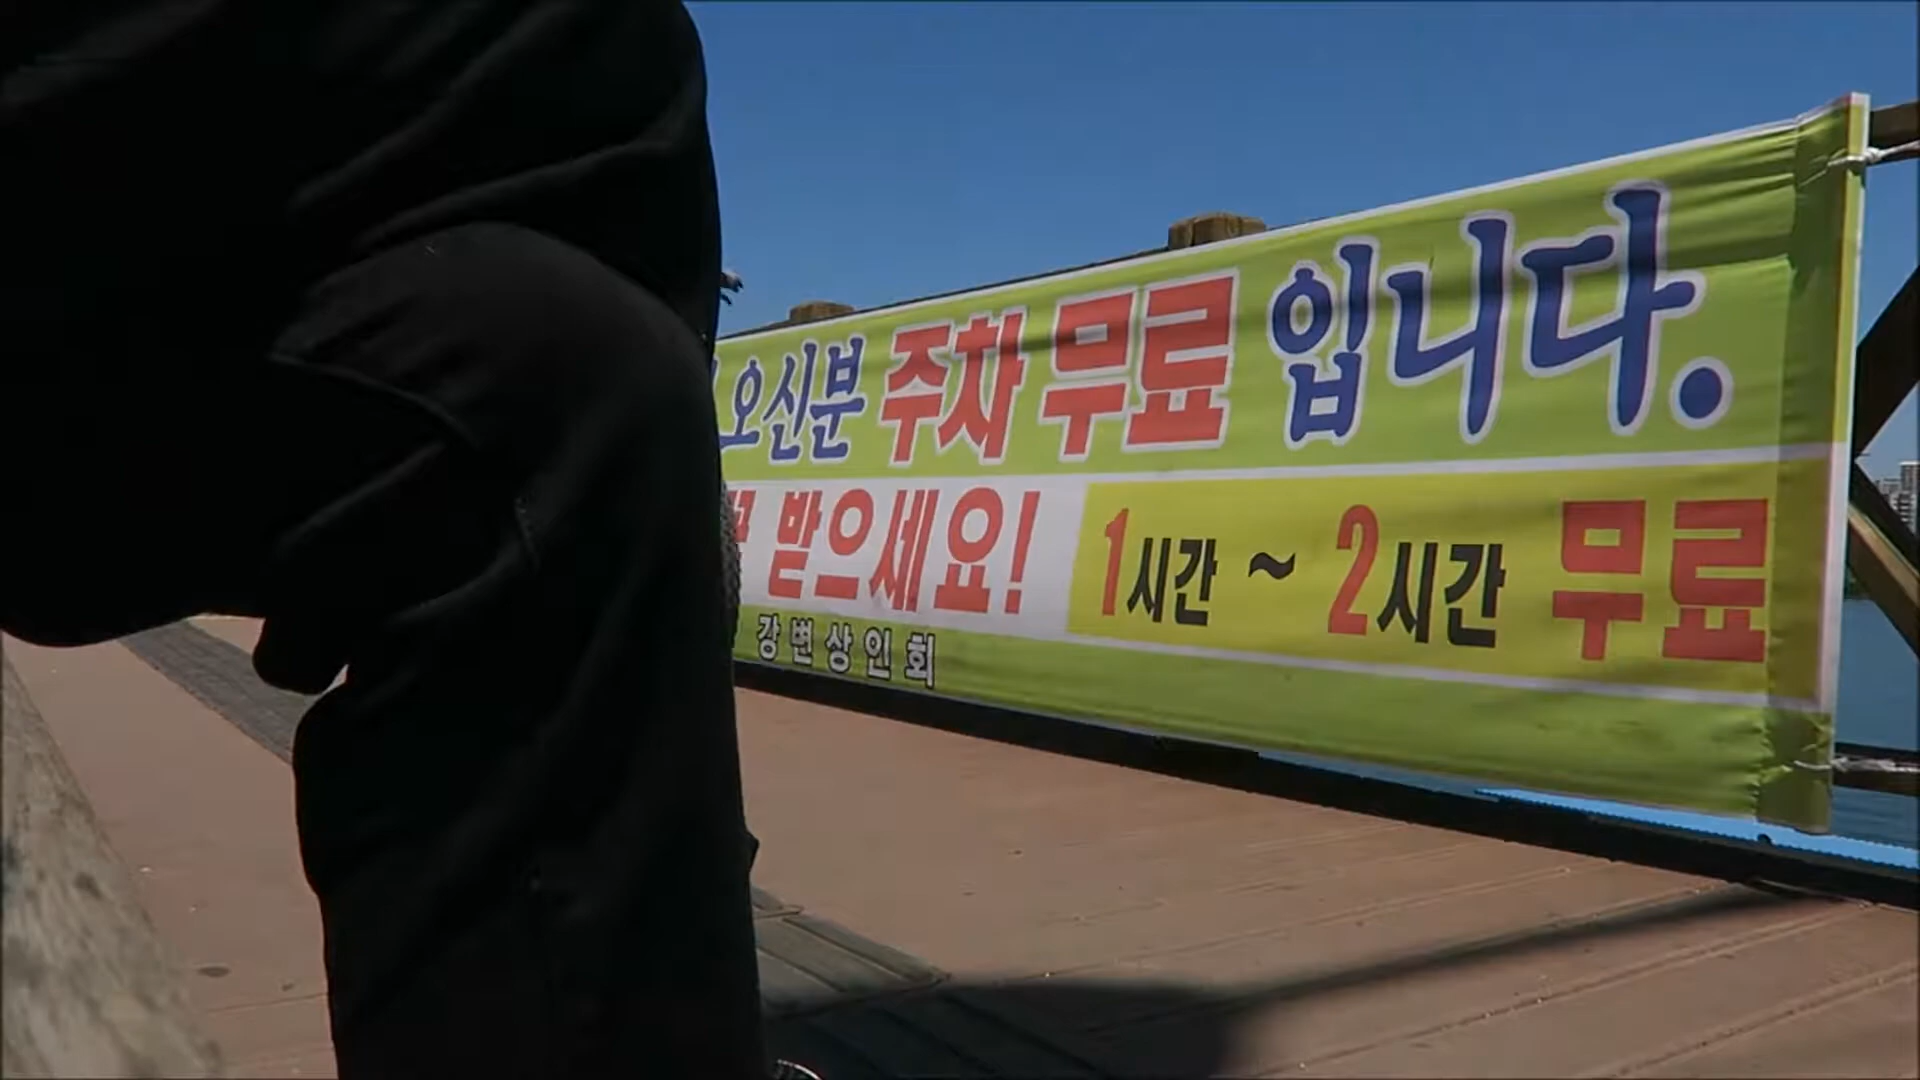 오신분 주차 무료 입니다.
받으세요! 1시간 ~ 2시간 무료
강변상인회